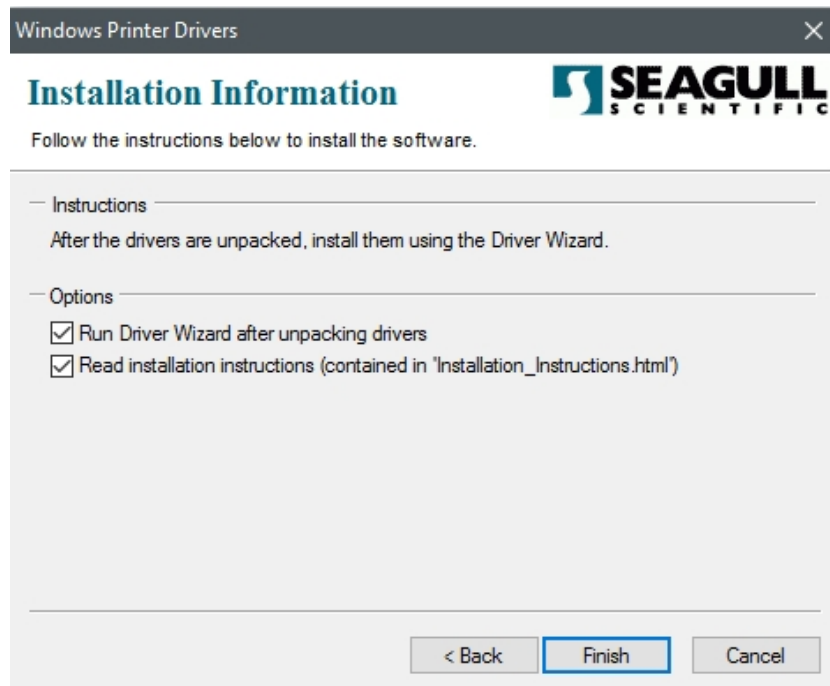 Windows Printer Drivers
Installation Information
SEAGULL
SCIENTIFIC
Follow the instructions below to install the software.
Instructions
After the drivers are unpacked, install them using the Driver Wizard.
Options
Run Driver Wizard after unpacking drivers
Read installation instructions (contained in "Installation_Instructions.html")
< Back
Finish
Cancel